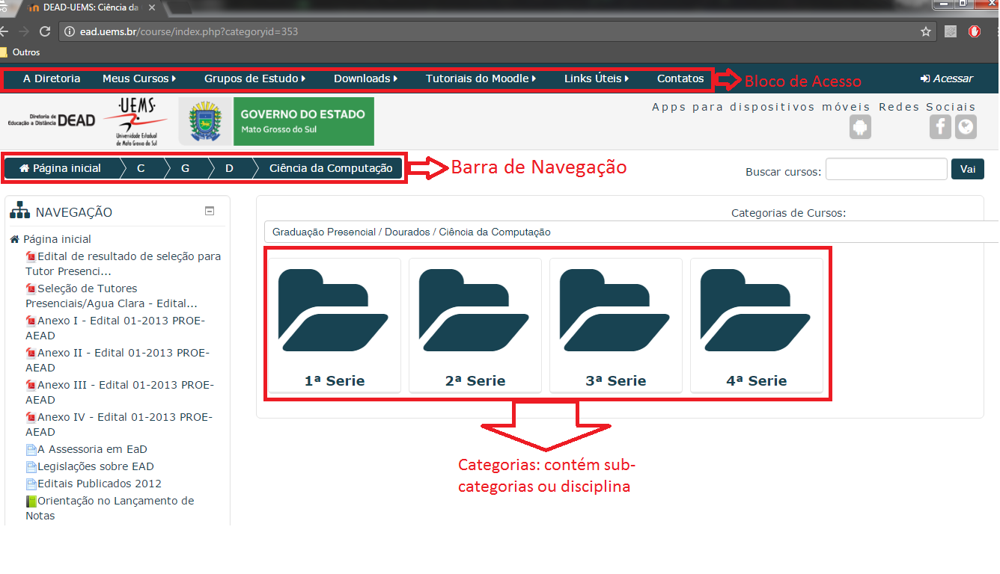 DEAD-UEMS: Ciência da
ead.uems.br/course/index.php?categoryid=353
Outros
A Diretoria Meus Cursos Grupos de Estudo Downloads Tutoriais do Moodle Links Úteis Contatos
Bloco de Acesso
Acessar
Diretoria de
Educação a Distância DEAD
·UEMS·
Universidade Estadual
de Mato Grosso do Sul
GOVERNO DO ESTADO
Mato Grosso do Sul
Apps para dispositivos móveis Redes Sociais
Página inicial C G D Ciência da Computação
Barra de Navegação
Buscar cursos: Vai
NAVEGAÇÃO
Página inicial
Edital de resultado de seleção para
Tutor Presenci...
Seleção de Tutores
Presenciais/Agua Clara - Edital...
Anexo I - Edital 01-2013 PROE-
AEAD
Anexo II - Edital 01-2013 PROE-
AEAD
Anexo III - Edital 01-2013 PROE-
AEAD
Anexo IV - Edital 01-2013 PROE-
AEAD
A Assessoria em EaD
Legislações sobre EAD
Editais Publicados 2012
Orientação no Lançamento de
Notas
Categorias de Cursos:
Graduação Presencial / Dourados / Ciência da Computação
1ª Serie 2ª Serie 3ª Serie 4ª Serie
Categorias: contém sub-
categorias ou disciplina